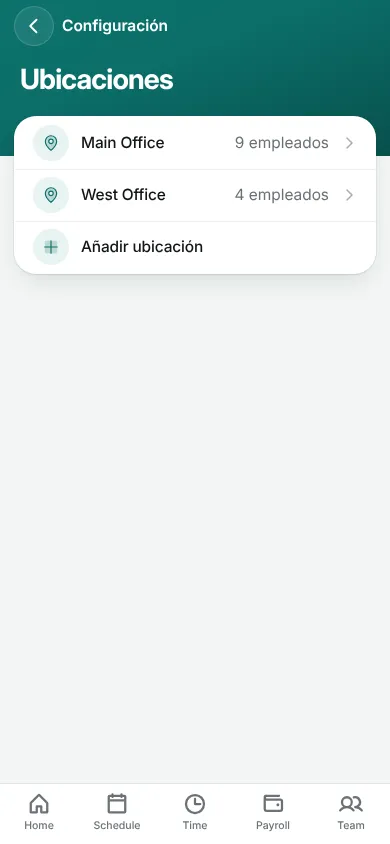 Configuración
Ubicaciones
Main Office 9 empleados
West Office 4 empleados
Añadir ubicación
Home Schedule Time Payroll Team